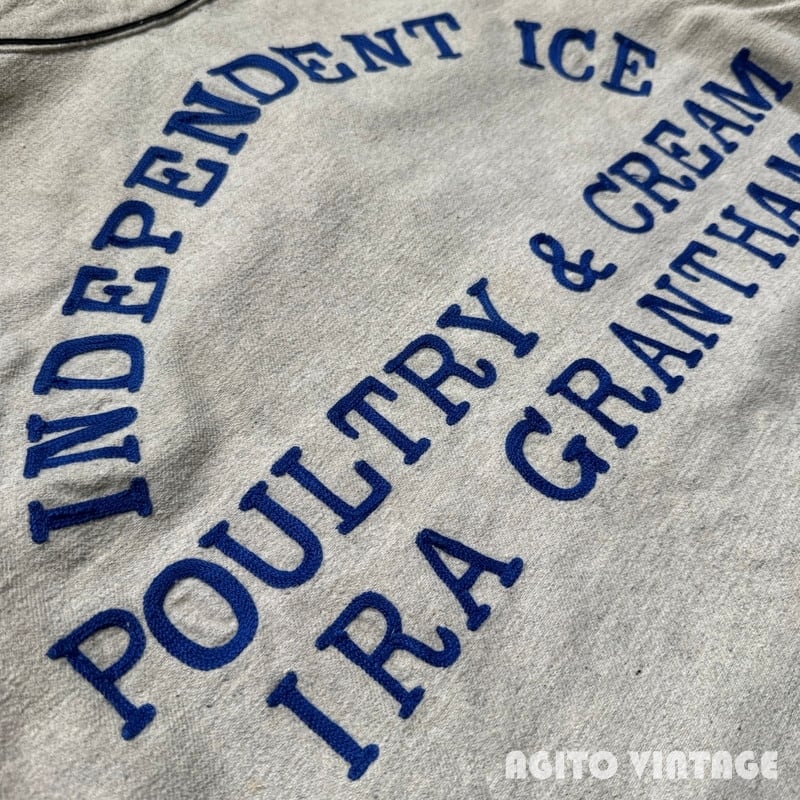 INDEPENDENT ICE
POULTRY & CREAM
IRA GRANTHAM
AGITO VINTAGE